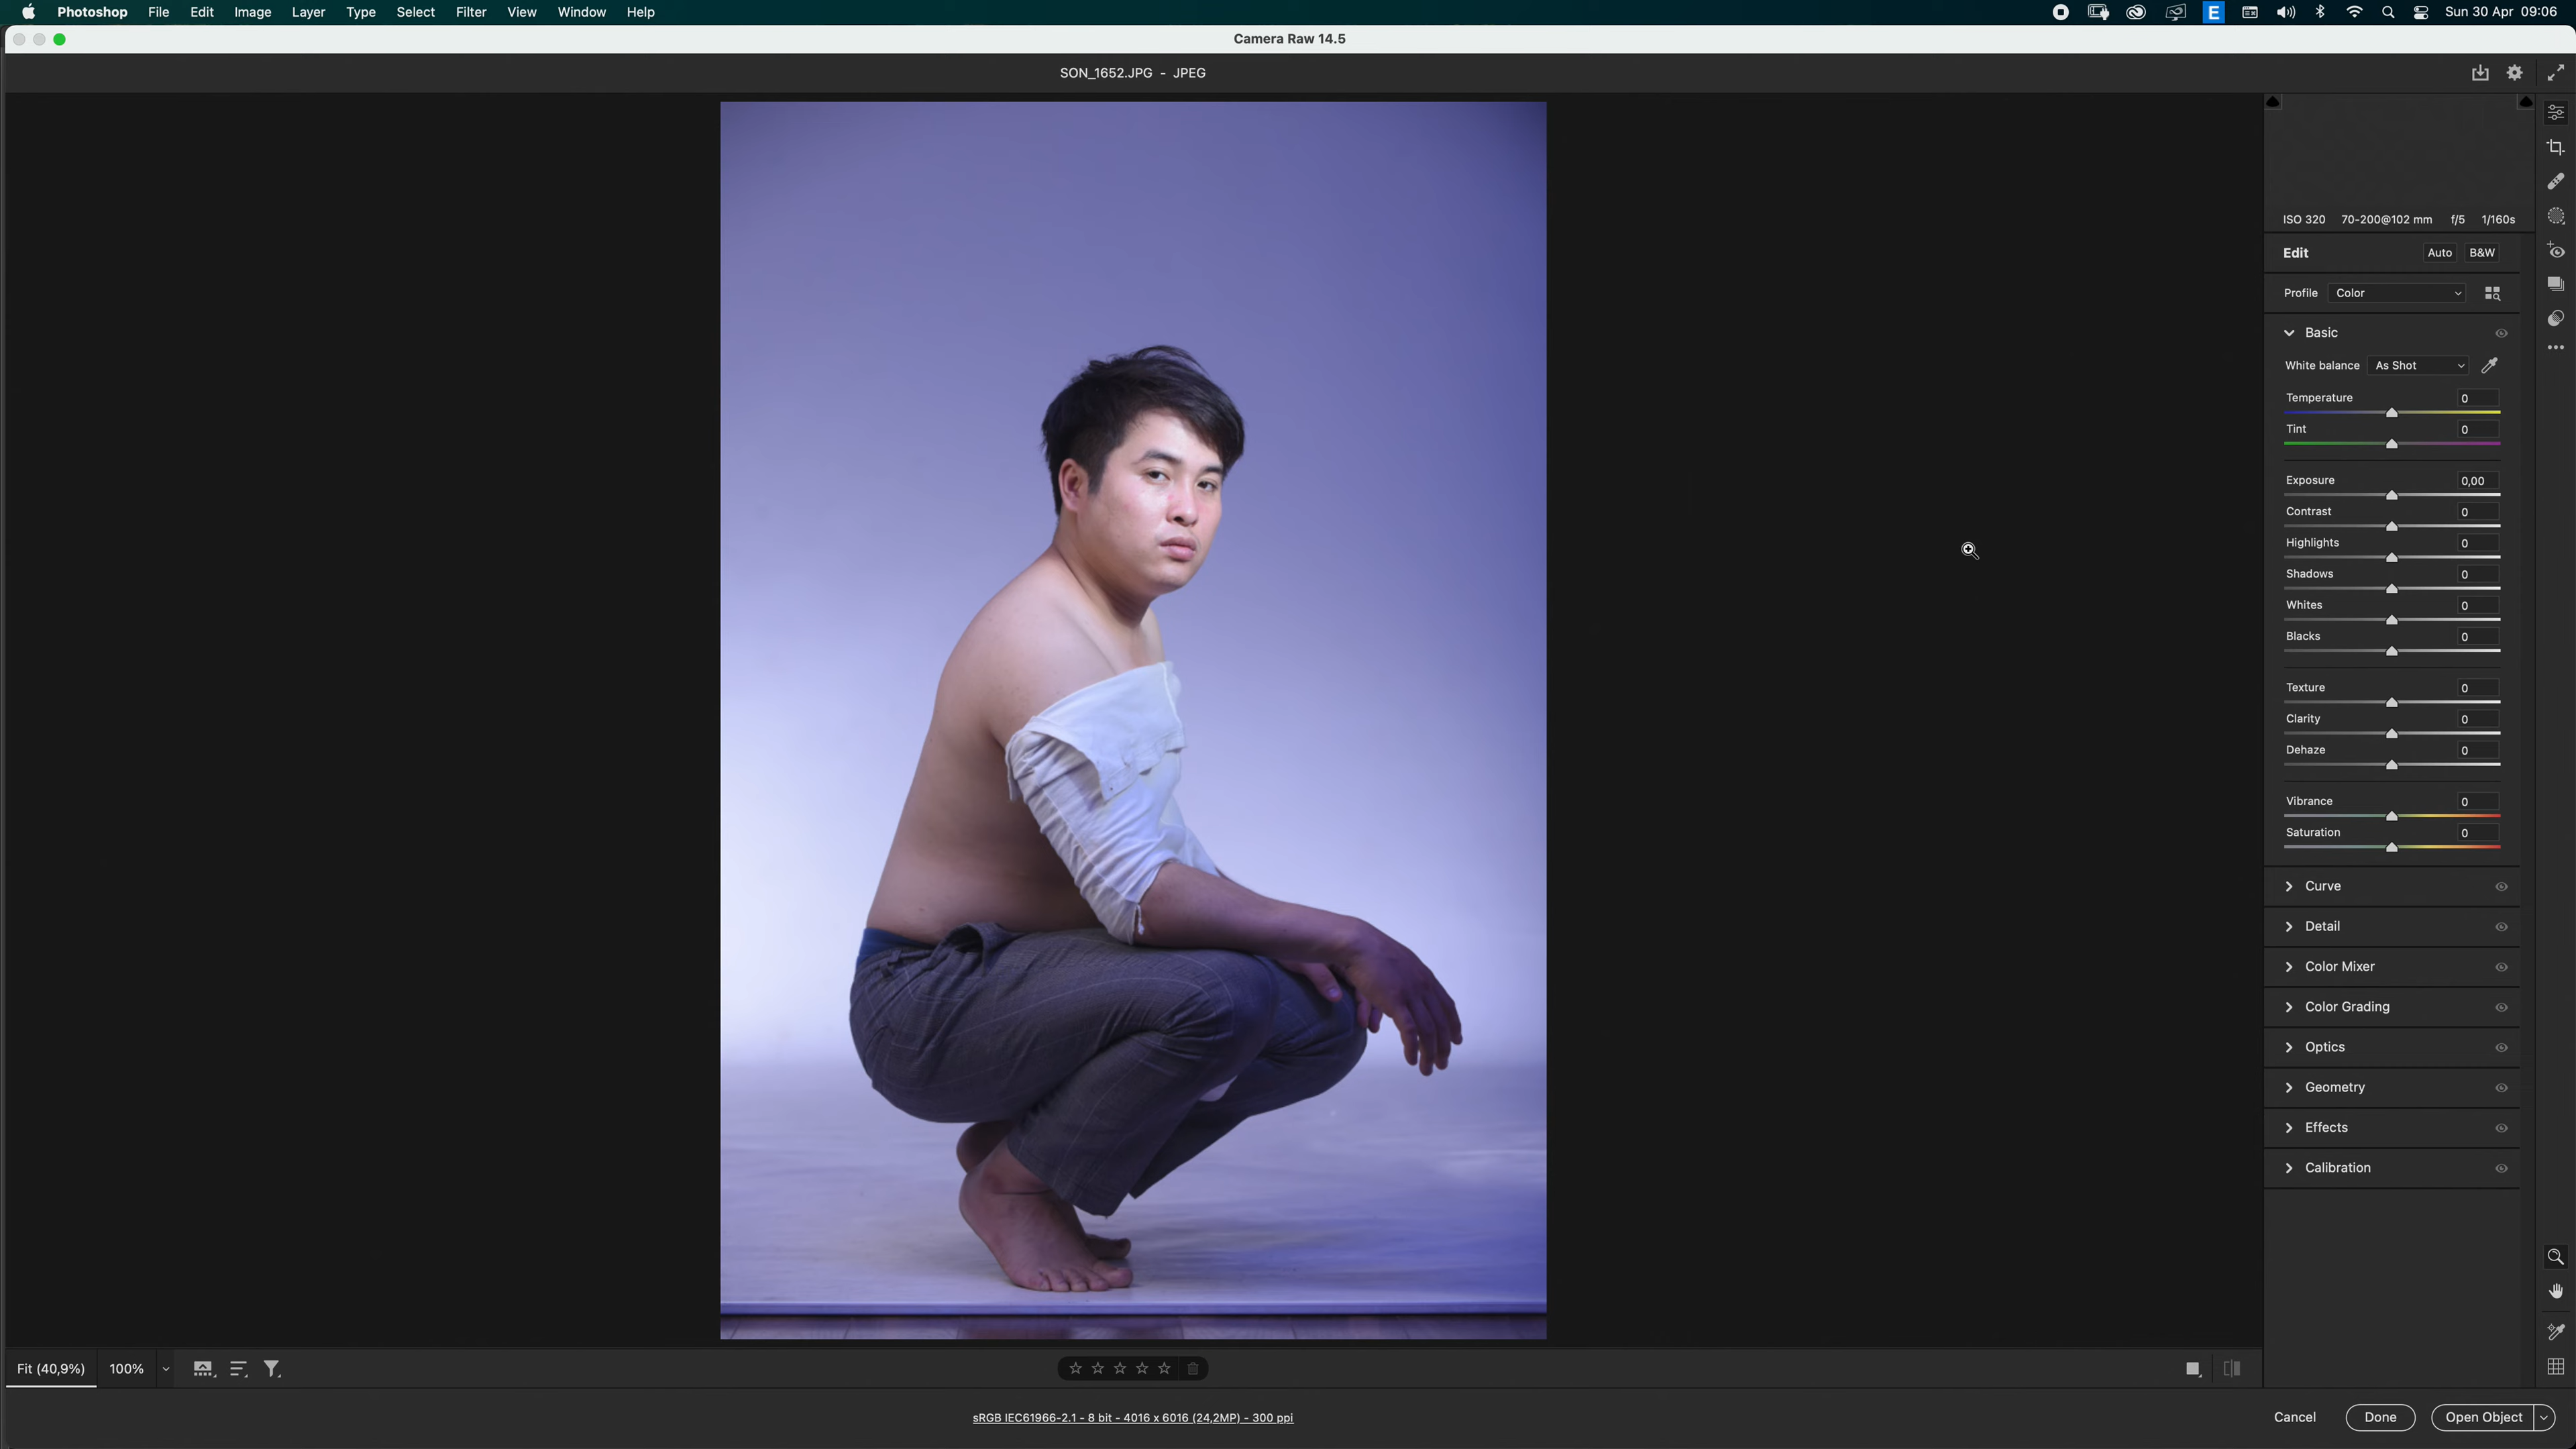 Photoshop File Edit Image Layer Type Select Filter View Window Help E Sun 30 Apr 09:06
Camera Raw 14.5
SON_1652.JPG - JPEG
ISO 320 70-200@102 mm f/5 1/160s
Edit Auto B&W
Profile Color
Basic
White balance As Shot
Temperature 0
Tint 0
Exposure 0,00
Contrast 0
Highlights 0
Shadows 0
Whites 0
Blacks 0
Texture 0
Clarity 0
Dehaze 0
Vibrance 0
Saturation 0
Curve
Detail
Color Mixer
Color Grading
Optics
Geometry
Effects
Calibration
Fit (40,9%) 100%
sRGB IEC61966-2.1 - 8 bit - 4016 x 6016 (24,2MP) - 300 ppi
Cancel Done Open Object